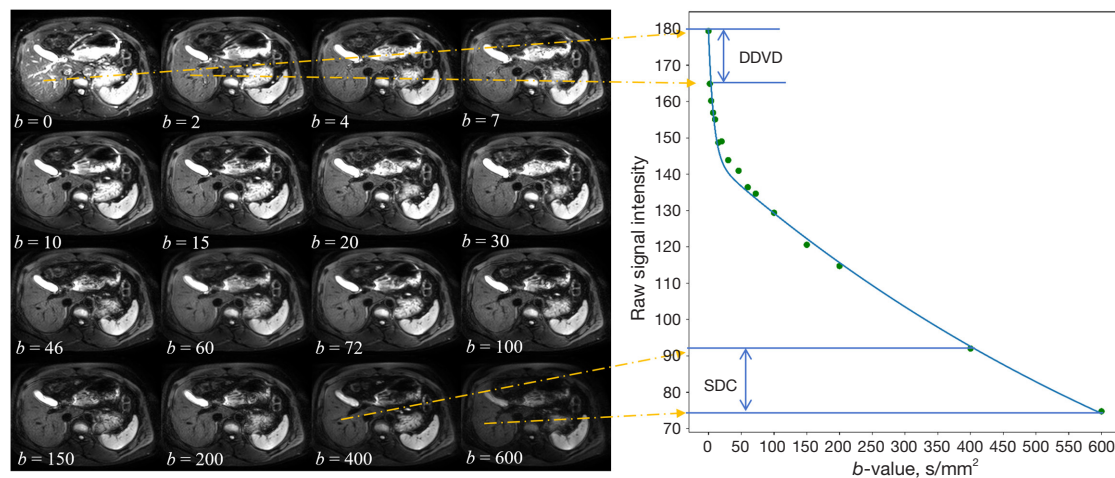 b = 0
b = 2
b = 4
b = 7
b = 10
b = 15
b = 20
b = 30
b = 46
b = 60
b = 72
b = 100
b = 150
b = 200
b = 400
b = 600
Raw signal intensity
180
170
160
150
140
130
120
110
100
90
80
70
DDVD
SDC
0 50 100 150 200 250 300 350 400 450 500 550 600
b-value, s/mm²